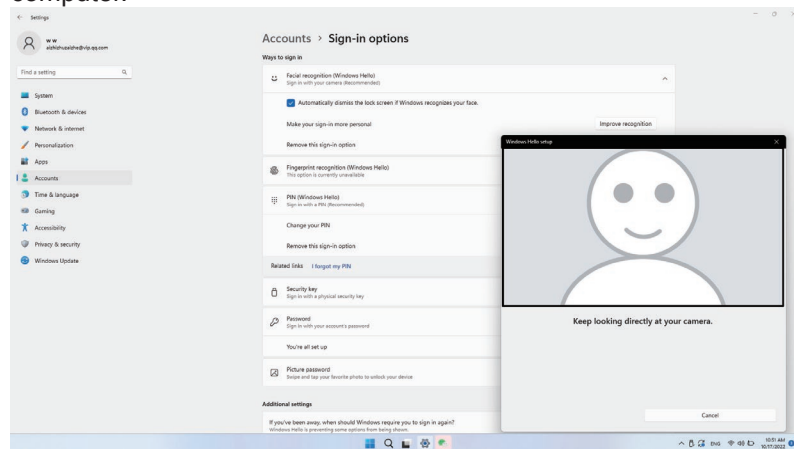 computer.
Settings
w w
Accounts > Sign-in options
Ways to sign in
Find a setting
System
Bluetooth & devices
Network & internet
Personalization
Apps
Accounts
Time & language
Gaming
Accessibility
Privacy & security
Windows Update
Facial recognition (Windows Hello)
Sign in with your camera (Recommended)
Automatically dismiss the lock screen if Windows recognizes your face.
Make your sign-in more personal
Improve recognition
Remove this sign-in option
Fingerprint recognition (Windows Hello)
This option is currently unavailable
PIN (Windows Hello)
Sign in with a PIN (Recommended)
Change your PIN
Remove this sign-in option
Related links I forgot my PIN
Security key
Sign in with a physical security key
Password
Sign in with your account's password
You're all set up
Picture password
Swipe and tap your favorite photo to unlock your device
Additional settings
If you've been away, when should Windows require you to sign in again?
Windows Hello is preventing some options from being shown.
Windows Hello setup
Keep looking directly at your camera.
Cancel
ENG
10:51 AM
10/17/2022